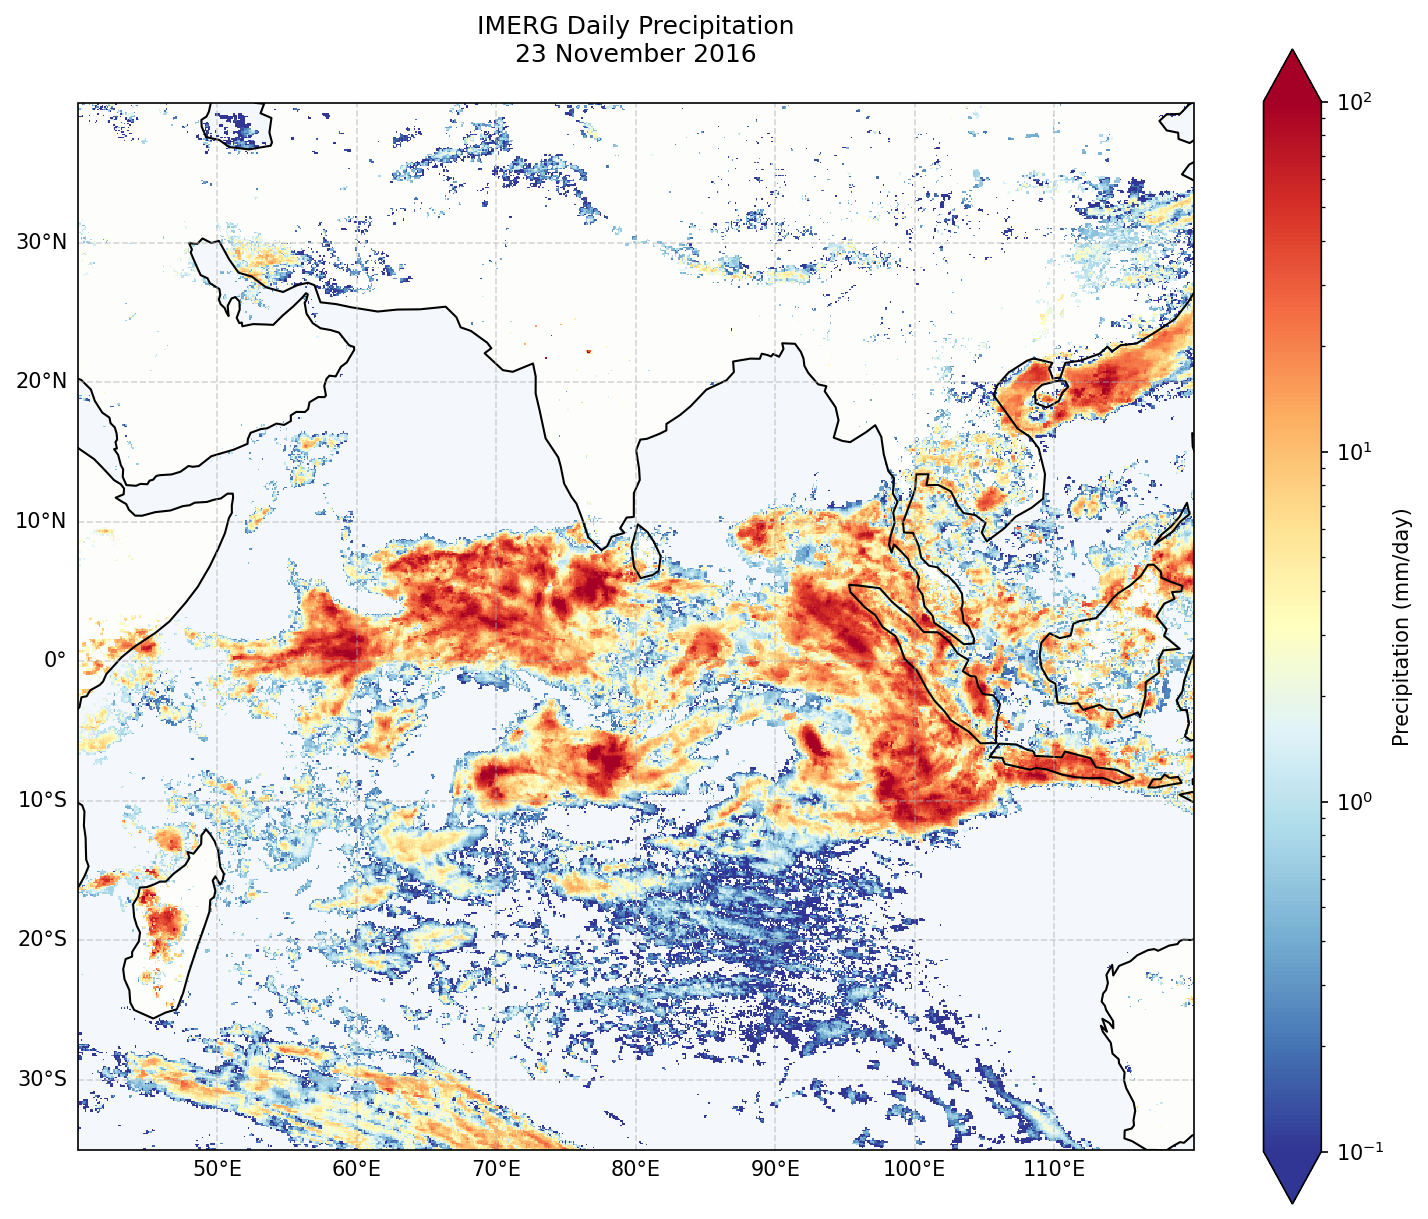 IMERG Daily Precipitation
23 November 2016
30°N
20°N
10°N
0°
10°S
20°S
30°S
50°E 60°E 70°E 80°E 90°E 100°E 110°E
10²
10¹
10⁰
10⁻¹
Precipitation (mm/day)